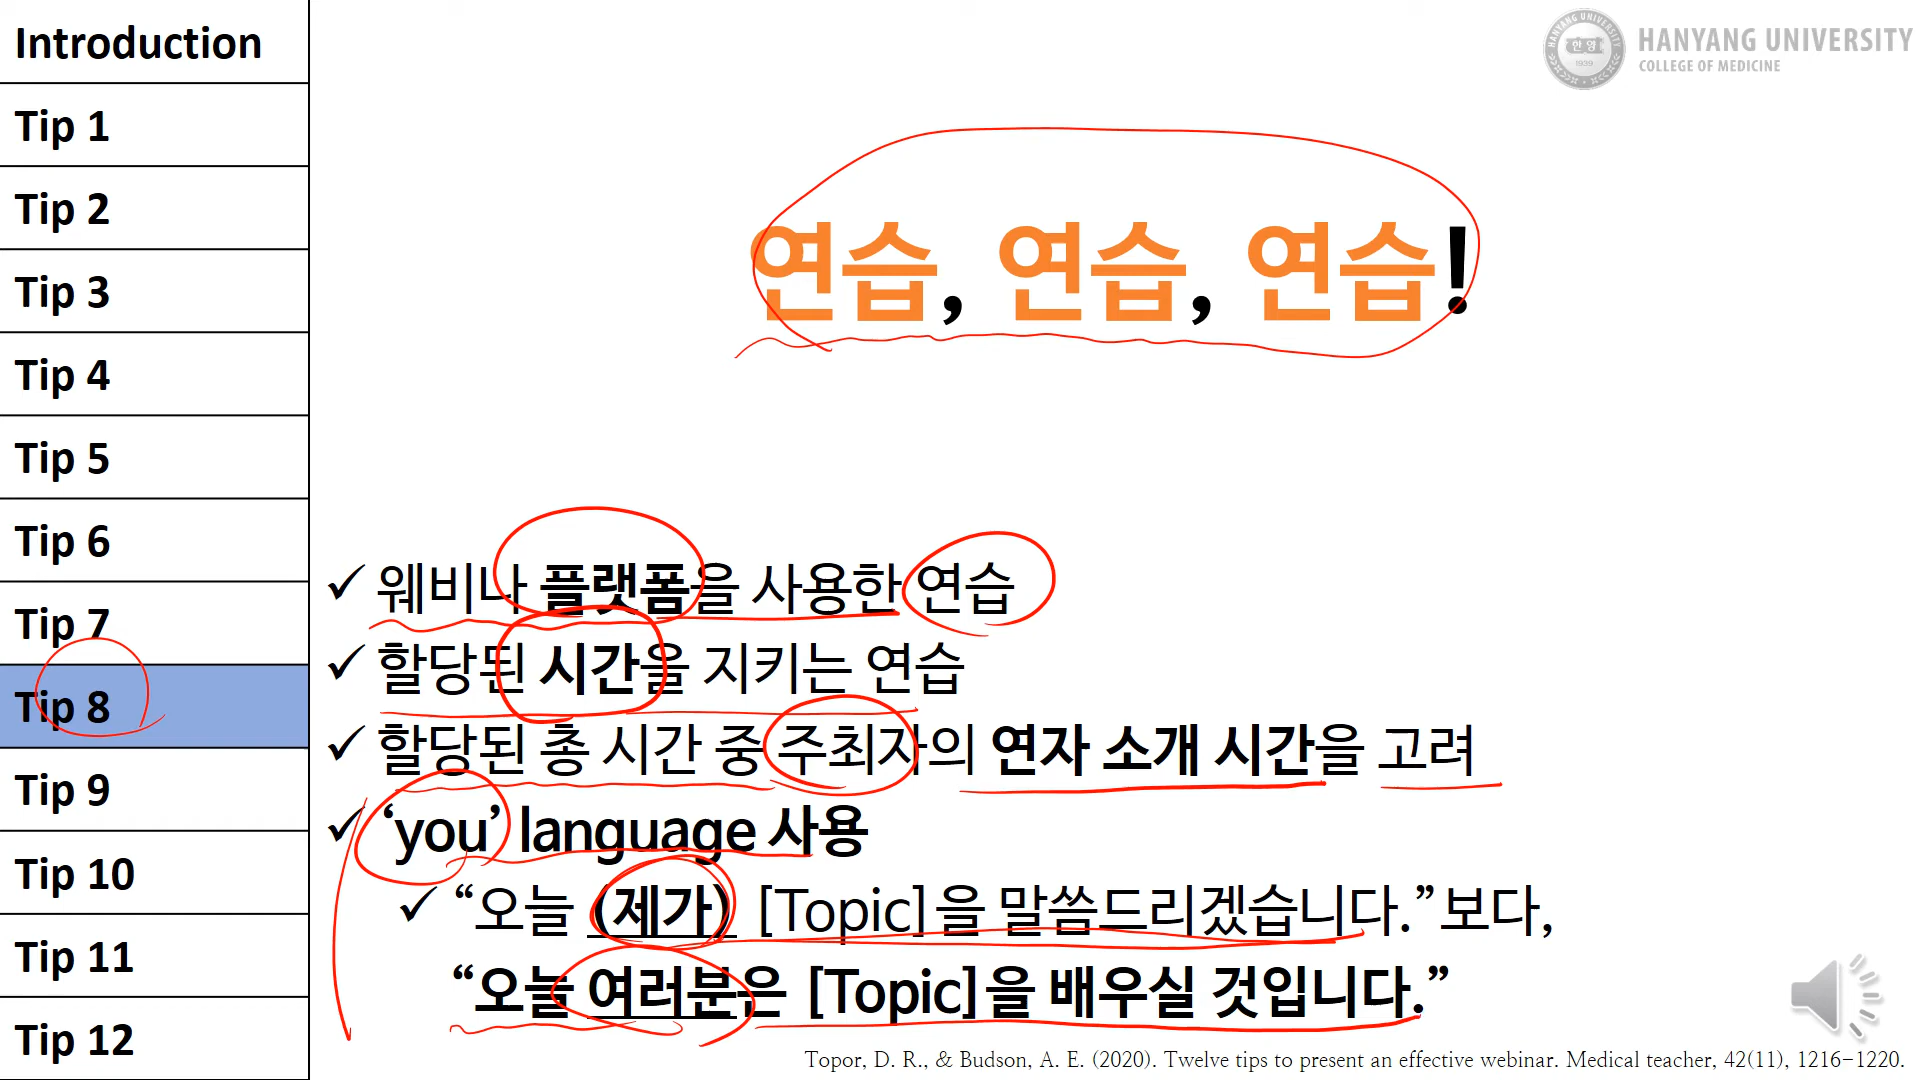 Introduction
Tip 1
Tip 2
Tip 3
Tip 4
Tip 5
Tip 6
Tip 7
Tip 8
Tip 9
Tip 10
Tip 11
Tip 12
HANYANG UNIVERSITY
COLLEGE OF MEDICINE
HANYANG UNIVERSITY
한양
1939
연습, 연습, 연습!
✓ 웨비나 플랫폼을 사용한 연습
✓ 할당된 시간을 지키는 연습
✓ 할당된 총 시간 중 주최자의 연자 소개 시간을 고려
✓ ‘you’ language 사용
✓ “오늘 (제가) [Topic]을 말씀드리겠습니다.” 보다,
“오늘 여러분은 [Topic]을 배우실 것입니다.”
Topor, D. R., & Budson, A. E. (2020). Twelve tips to present an effective webinar. Medical teacher, 42(11), 1216-1220.